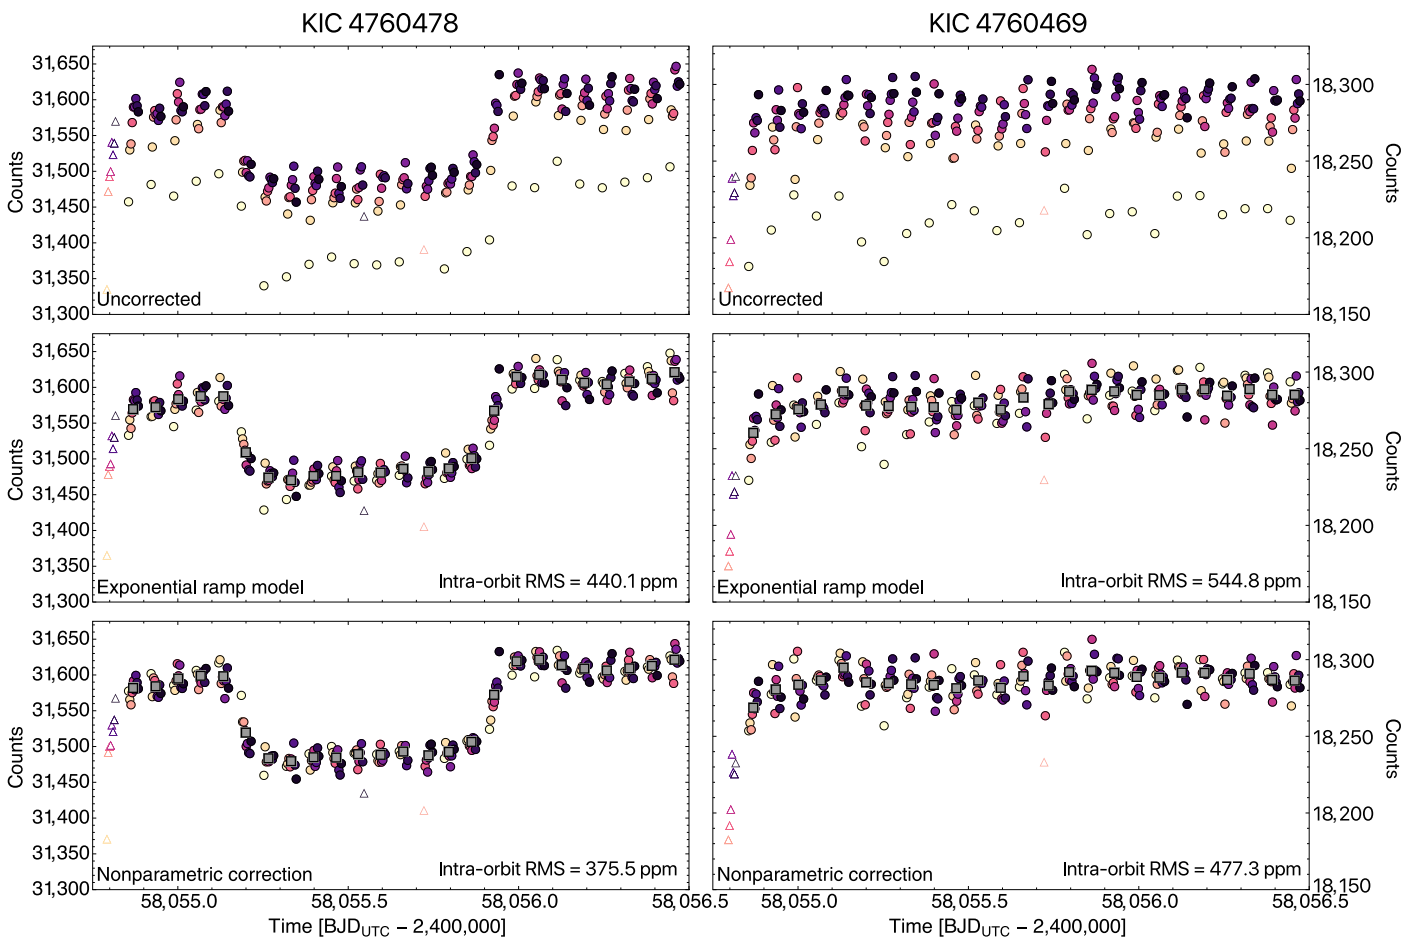 KIC 4760478
KIC 4760469
31,650
31,600
31,550
31,500
31,450
31,400
31,350
31,300
Counts
Uncorrected
18,300
18,250
18,200
18,150
Counts
Uncorrected
31,650
31,600
31,550
31,500
31,450
31,400
31,350
31,300
Counts
Exponential ramp model
Intra-orbit RMS = 440.1 ppm
18,300
18,250
18,200
18,150
Counts
Exponential ramp model
Intra-orbit RMS = 544.8 ppm
31,650
31,600
31,550
31,500
31,450
31,400
31,350
31,300
Counts
Nonparametric correction
Intra-orbit RMS = 375.5 ppm
18,300
18,250
18,200
18,150
Counts
Nonparametric correction
Intra-orbit RMS = 477.3 ppm
58,055.0 58,055.5 58,056.0 58,056.5
58,055.0 58,055.5 58,056.0 58,056.5
Time [BJDUTC − 2,400,000]
Time [BJDUTC − 2,400,000]